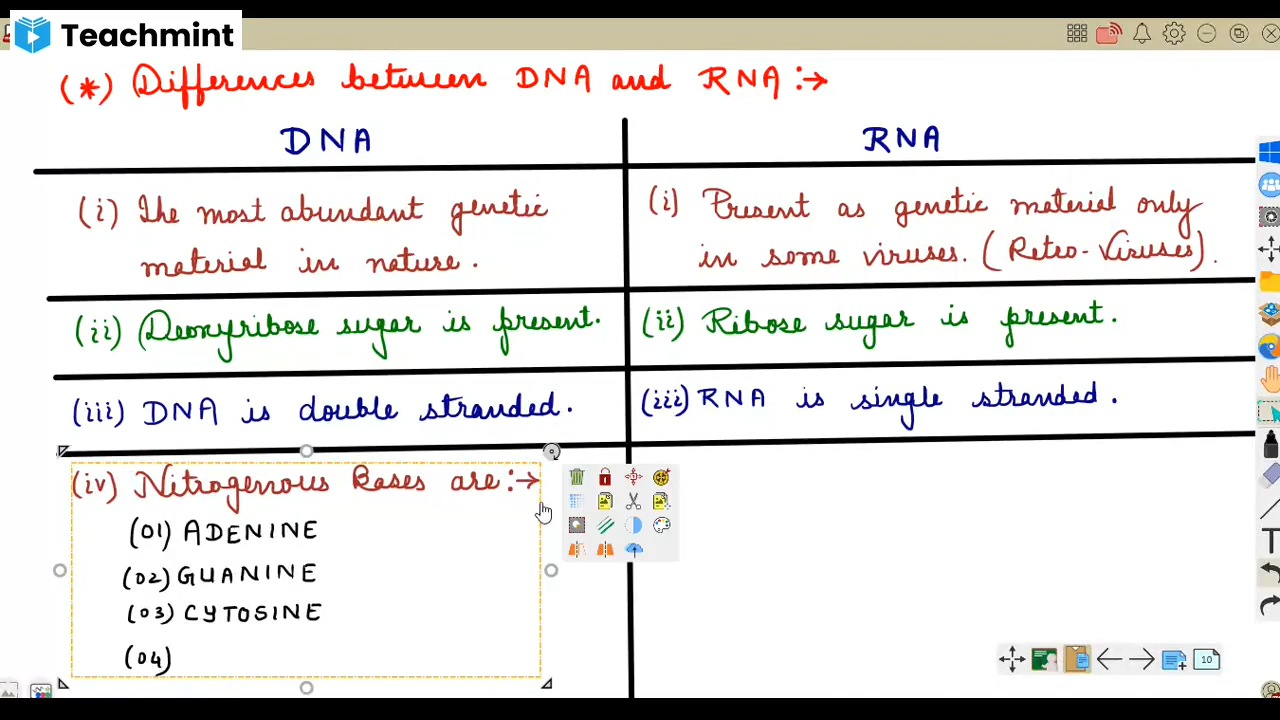 Teachmint
(*) Differences between DNA and RNA :→
DNA
RNA
(i) The most abundant genetic
material in nature.
(i) Present as genetic material only
in some viruses. (Retro-Viruses).
(ii) Deoxyribose sugar is present.
(ii) Ribose sugar is present.
(iii) DNA is double stranded.
(iii) RNA is single stranded.
(iv) Nitrogenous Bases are :→
(01) ADENINE
(02) GUANINE
(03) CYTOSINE
(04)
10